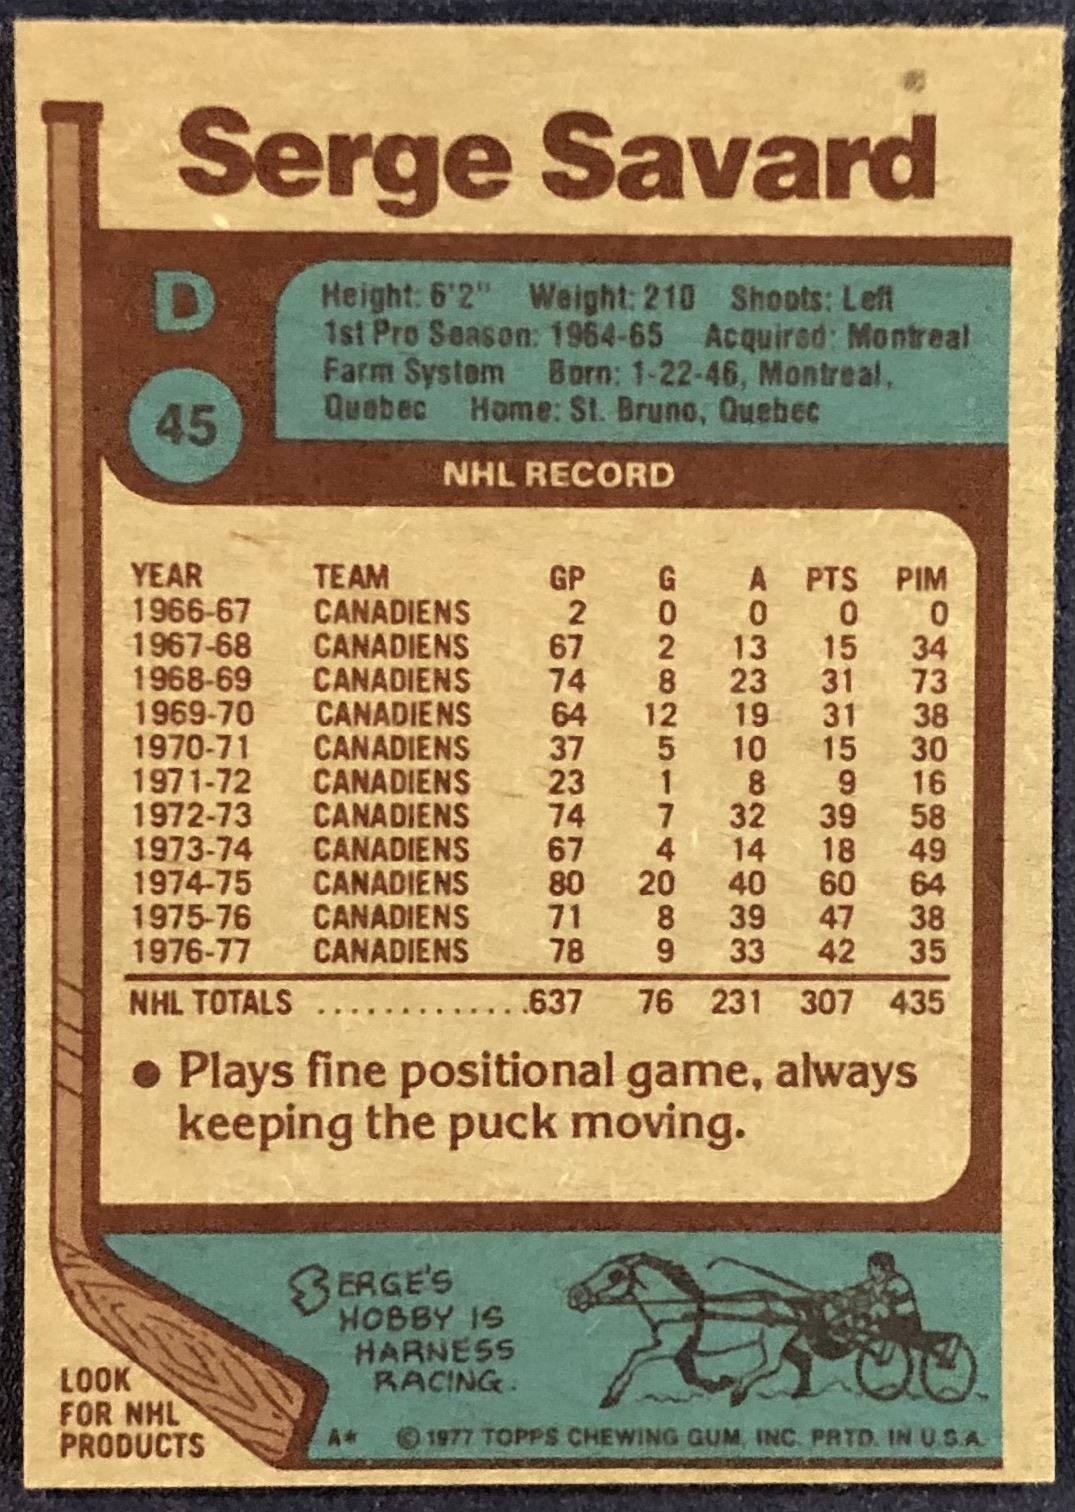 Serge Savard
D
45
Height: 6'2" Weight: 210 Shoots: Left
1st Pro Season: 1964-65 Acquired: Montreal
Farm System Born: 1-22-46, Montreal,
Quebec Home: St. Bruno, Quebec
NHL RECORD
YEAR TEAM GP G A PTS PIM
1966-67 CANADIENS 2 0 0 0 0
1967-68 CANADIENS 67 2 13 15 34
1968-69 CANADIENS 74 8 23 31 73
1969-70 CANADIENS 64 12 19 31 38
1970-71 CANADIENS 37 5 10 15 30
1971-72 CANADIENS 23 1 8 9 16
1972-73 CANADIENS 74 7 32 39 58
1973-74 CANADIENS 67 4 14 18 49
1974-75 CANADIENS 80 20 40 60 64
1975-76 CANADIENS 71 8 39 47 38
1976-77 CANADIENS 78 9 33 42 35
NHL TOTALS ..............637 76 231 307 435
● Plays fine positional game, always
keeping the puck moving.
SERGE'S
HOBBY IS
HARNESS
RACING.
LOOK
FOR NHL
PRODUCTS
A* © 1977 TOPPS CHEWING GUM, INC. PRTD. IN U.S.A.